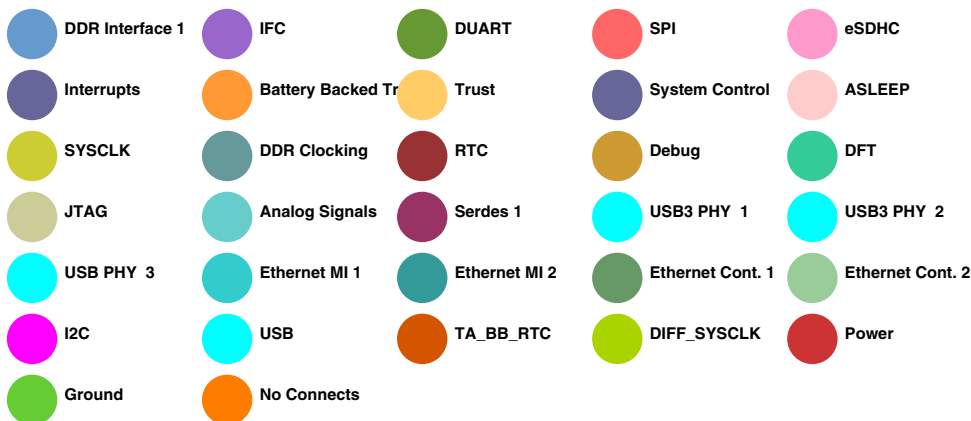 DDR Interface 1 IFC DUART SPI eSDHC
Interrupts Battery Backed Tr Trust System Control ASLEEP
SYSCLK DDR Clocking RTC Debug DFT
JTAG Analog Signals Serdes 1 USB3 PHY 1 USB3 PHY 2
USB PHY 3 Ethernet MI 1 Ethernet MI 2 Ethernet Cont. 1 Ethernet Cont. 2
I2C USB TA_BB_RTC DIFF_SYSCLK Power
Ground No Connects